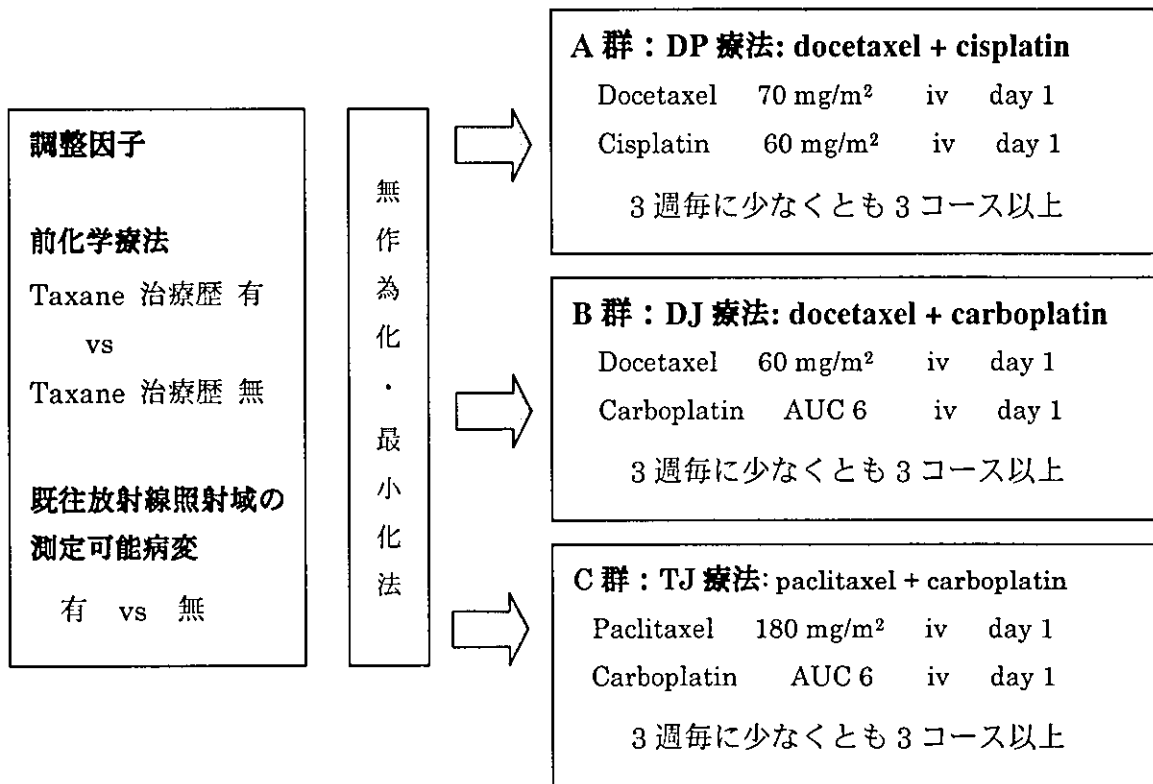 調整因子
前化学療法
Taxane 治療歴 有
vs
Taxane 治療歴 無
既往放射線照射域の
測定可能病変
有 vs 無
無作為化・最小化法
A 群：DP 療法: docetaxel + cisplatin
Docetaxel 70 mg/m² iv day 1
Cisplatin 60 mg/m² iv day 1
3 週毎に少なくとも 3 コース以上
B 群：DJ 療法: docetaxel + carboplatin
Docetaxel 60 mg/m² iv day 1
Carboplatin AUC 6 iv day 1
3 週毎に少なくとも 3 コース以上
C 群：TJ 療法: paclitaxel + carboplatin
Paclitaxel 180 mg/m² iv day 1
Carboplatin AUC 6 iv day 1
3 週毎に少なくとも 3 コース以上